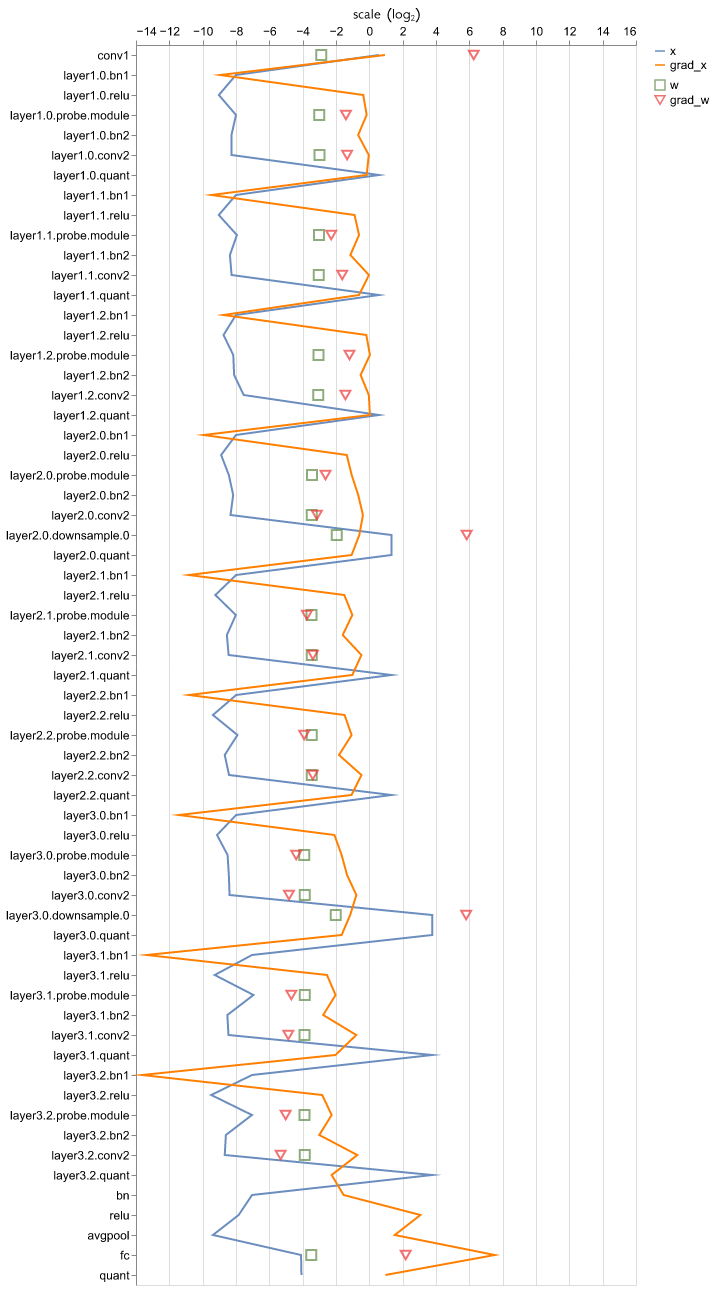 scale (log₂)
−14 −12 −10 −8 −6 −4 −2 0 2 4 6 8 10 12 14 16
x
grad_x
w
grad_w
conv1
layer1.0.bn1
layer1.0.relu
layer1.0.probe.module
layer1.0.bn2
layer1.0.conv2
layer1.0.quant
layer1.1.bn1
layer1.1.relu
layer1.1.probe.module
layer1.1.bn2
layer1.1.conv2
layer1.1.quant
layer1.2.bn1
layer1.2.relu
layer1.2.probe.module
layer1.2.bn2
layer1.2.conv2
layer1.2.quant
layer2.0.bn1
layer2.0.relu
layer2.0.probe.module
layer2.0.bn2
layer2.0.conv2
layer2.0.downsample.0
layer2.0.quant
layer2.1.bn1
layer2.1.relu
layer2.1.probe.module
layer2.1.bn2
layer2.1.conv2
layer2.1.quant
layer2.2.bn1
layer2.2.relu
layer2.2.probe.module
layer2.2.bn2
layer2.2.conv2
layer2.2.quant
layer3.0.bn1
layer3.0.relu
layer3.0.probe.module
layer3.0.bn2
layer3.0.conv2
layer3.0.downsample.0
layer3.0.quant
layer3.1.bn1
layer3.1.relu
layer3.1.probe.module
layer3.1.bn2
layer3.1.conv2
layer3.1.quant
layer3.2.bn1
layer3.2.relu
layer3.2.probe.module
layer3.2.bn2
layer3.2.conv2
layer3.2.quant
bn
relu
avgpool
fc
quant